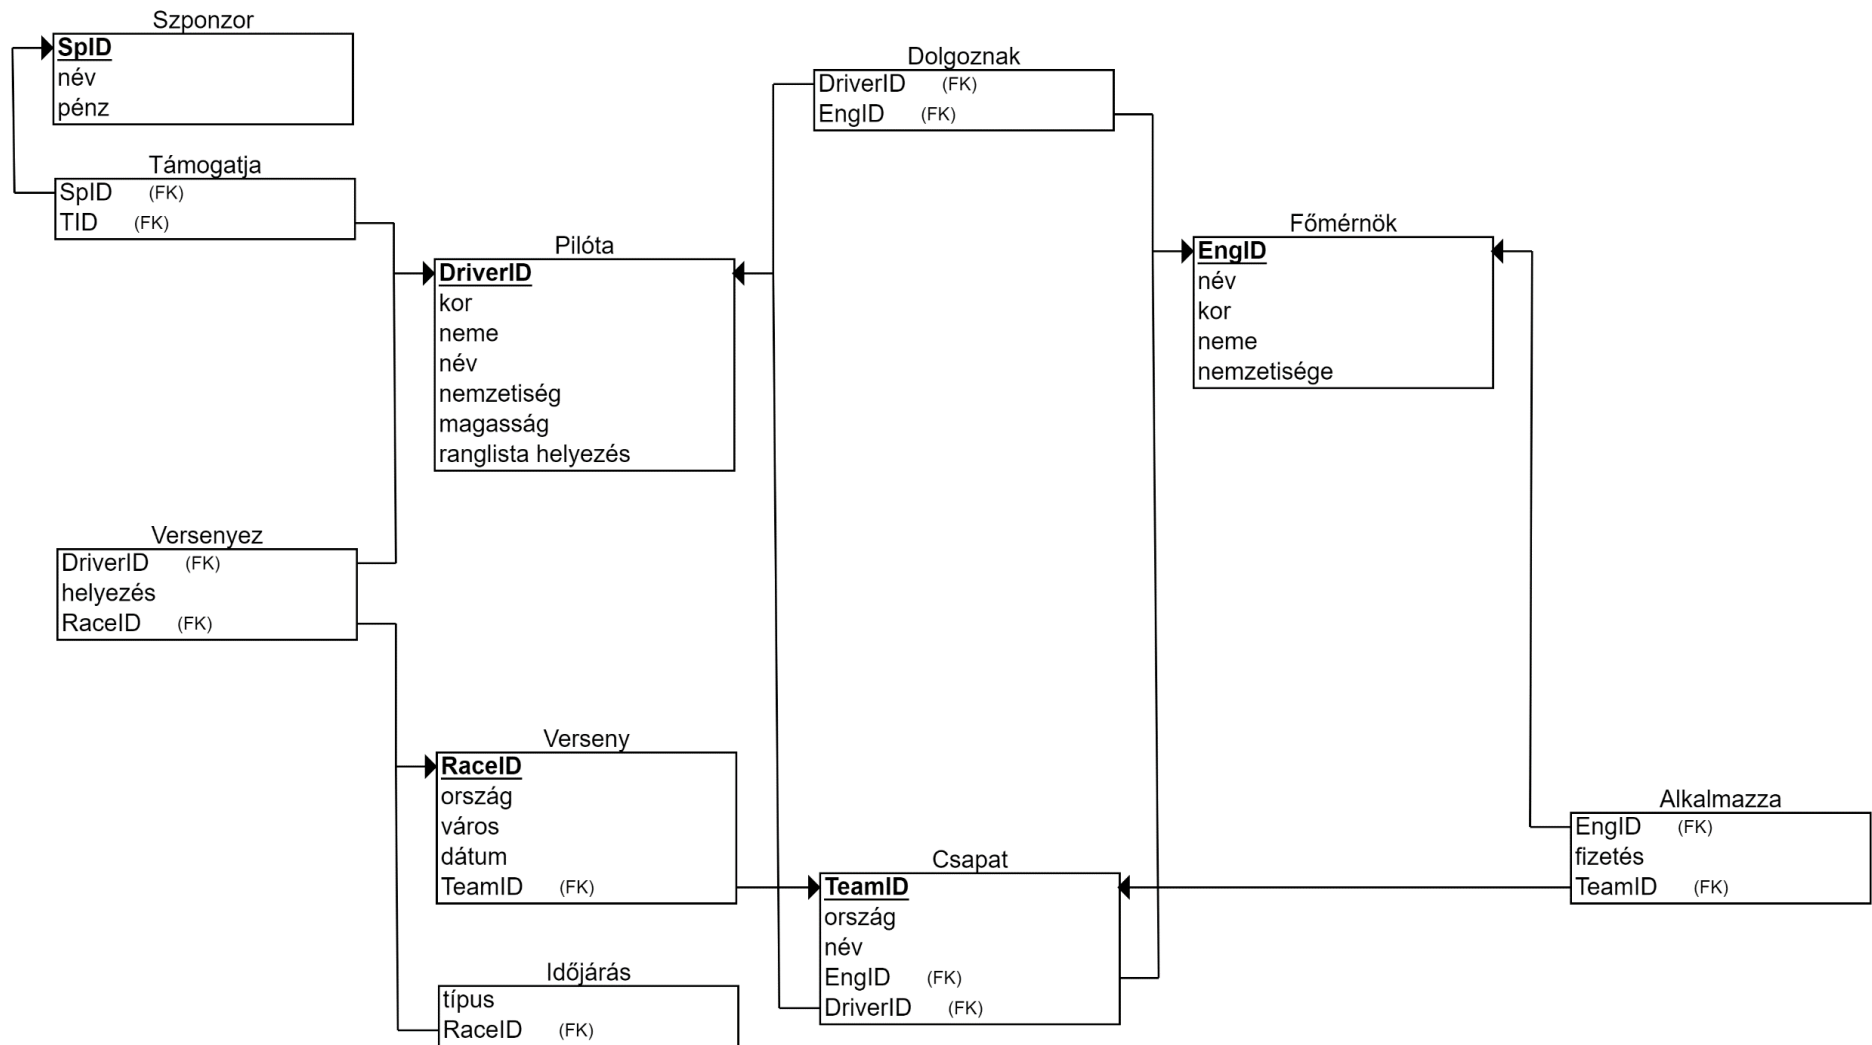 Szponzor
SpID
név
pénz
Támogatja
SpID (FK)
TID (FK)
Pilóta
DriverID
kor
neme
név
nemzetiség
magasság
ranglista helyezés
Dolgoznak
DriverID (FK)
EngID (FK)
Főmérnök
EngID
név
kor
neme
nemzetisége
Versenyez
DriverID (FK)
helyezés
RaceID (FK)
Verseny
RaceID
ország
város
dátum
TeamID (FK)
Csapat
TeamID
ország
név
EngID (FK)
DriverID (FK)
Alkalmazza
EngID (FK)
fizetés
TeamID (FK)
Időjárás
típus
RaceID (FK)